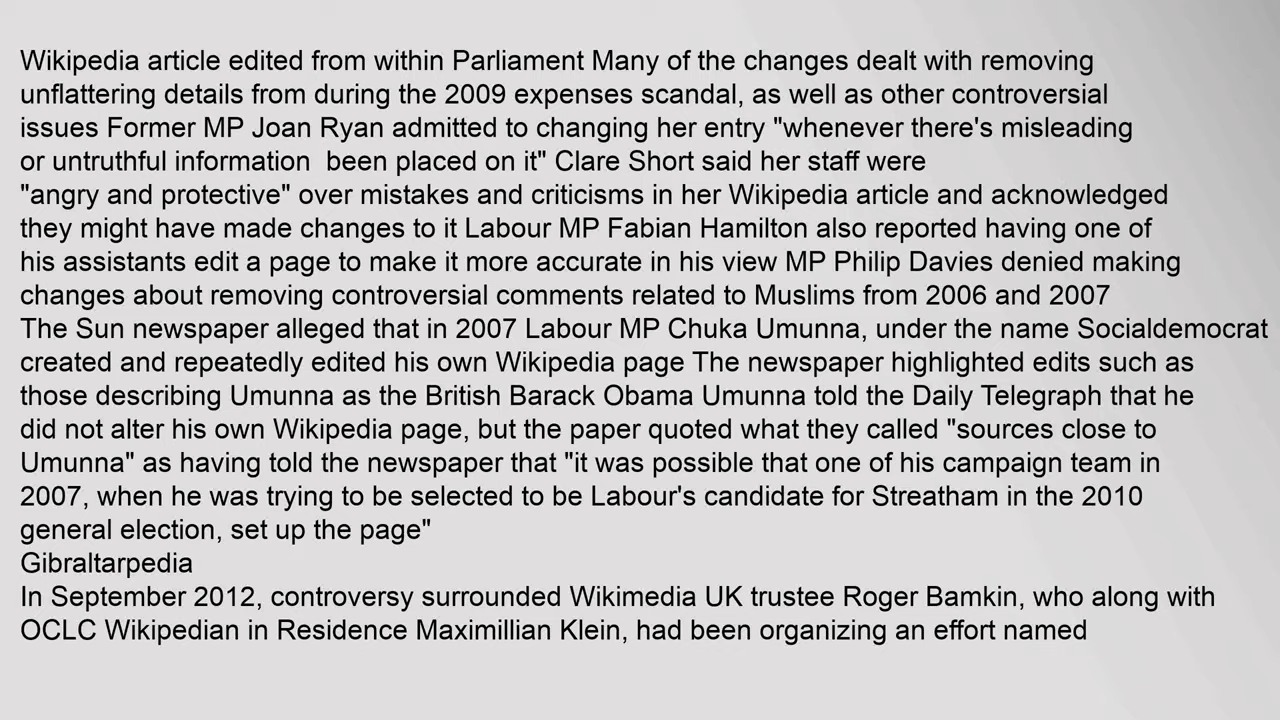 Wikipedia article edited from within Parliament Many of the changes dealt with removing
unflattering details from during the 2009 expenses scandal, as well as other controversial
issues Former MP Joan Ryan admitted to changing her entry "whenever there's misleading
or untruthful information  been placed on it" Clare Short said her staff were
"angry and protective" over mistakes and criticisms in her Wikipedia article and acknowledged
they might have made changes to it Labour MP Fabian Hamilton also reported having one of
his assistants edit a page to make it more accurate in his view MP Philip Davies denied making
changes about removing controversial comments related to Muslims from 2006 and 2007
The Sun newspaper alleged that in 2007 Labour MP Chuka Umunna, under the name Socialdemocrat
created and repeatedly edited his own Wikipedia page The newspaper highlighted edits such as
those describing Umunna as the British Barack Obama Umunna told the Daily Telegraph that he
did not alter his own Wikipedia page, but the paper quoted what they called "sources close to
Umunna" as having told the newspaper that "it was possible that one of his campaign team in
2007, when he was trying to be selected to be Labour's candidate for Streatham in the 2010
general election, set up the page"
Gibraltarpedia
In September 2012, controversy surrounded Wikimedia UK trustee Roger Bamkin, who along with
OCLC Wikipedian in Residence Maximillian Klein, had been organizing an effort named